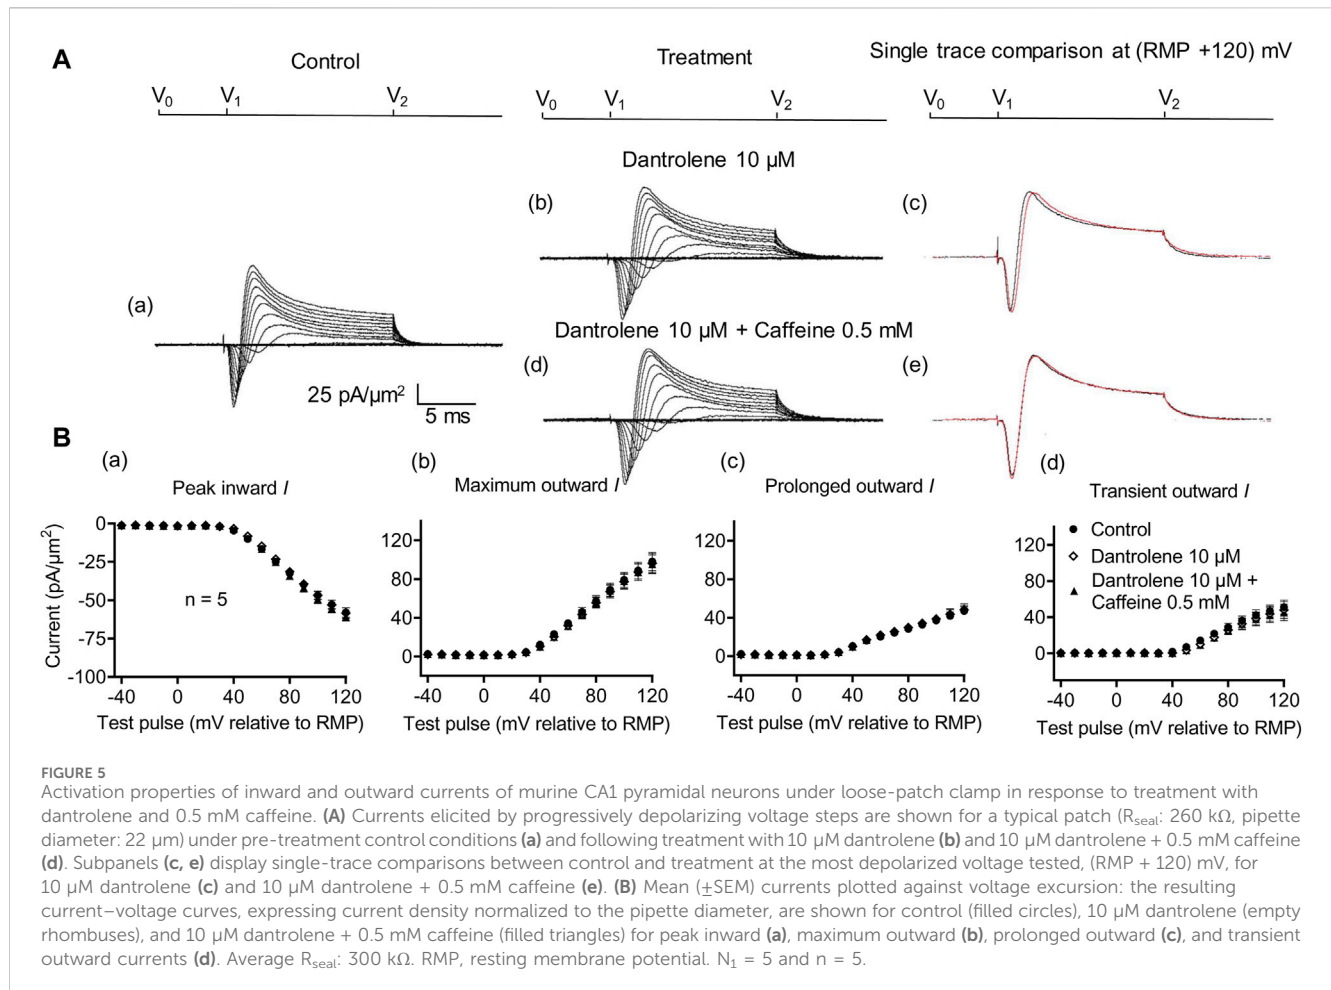 A
Control
Treatment
Single trace comparison at (RMP +120) mV
V0 V1 V2
V0 V1 V2
V0 V1 V2
Dantrolene 10 µM
(b)
(c)
(a)
Dantrolene 10 µM + Caffeine 0.5 mM
(d)
(e)
25 pA/µm²
5 ms
B
(a)
Peak inward I
(b)
Maximum outward I
(c)
Prolonged outward I
(d)
Transient outward I
Current (pA/µm²)
0
-25
-50
-75
-100
n = 5
-40 0 40 80 120
Test pulse (mV relative to RMP)
120
80
40
0
-40 0 40 80 120
Test pulse (mV relative to RMP)
120
80
40
0
-40 0 40 80 120
Test pulse (mV relative to RMP)
120
80
40
0
Control
Dantrolene 10 µM
Dantrolene 10 µM +
Caffeine 0.5 mM
-40 0 40 80 120
Test pulse (mV relative to RMP)
FIGURE 5
Activation properties of inward and outward currents of murine CA1 pyramidal neurons under loose-patch clamp in response to treatment with
dantrolene and 0.5 mM caffeine. (A) Currents elicited by progressively depolarizing voltage steps are shown for a typical patch (Rseal: 260 kΩ, pipette
diameter: 22 µm) under pre-treatment control conditions (a) and following treatment with 10 µM dantrolene (b) and 10 µM dantrolene + 0.5 mM caffeine
(d). Subpanels (c, e) display single-trace comparisons between control and treatment at the most depolarized voltage tested, (RMP + 120) mV, for
10 µM dantrolene (c) and 10 µM dantrolene + 0.5 mM caffeine (e). (B) Mean (±SEM) currents plotted against voltage excursion: the resulting
current–voltage curves, expressing current density normalized to the pipette diameter, are shown for control (filled circles), 10 µM dantrolene (empty
rhombuses), and 10 µM dantrolene + 0.5 mM caffeine (filled triangles) for peak inward (a), maximum outward (b), prolonged outward (c), and transient
outward currents (d). Average Rseal: 300 kΩ. RMP, resting membrane potential. N1 = 5 and n = 5.